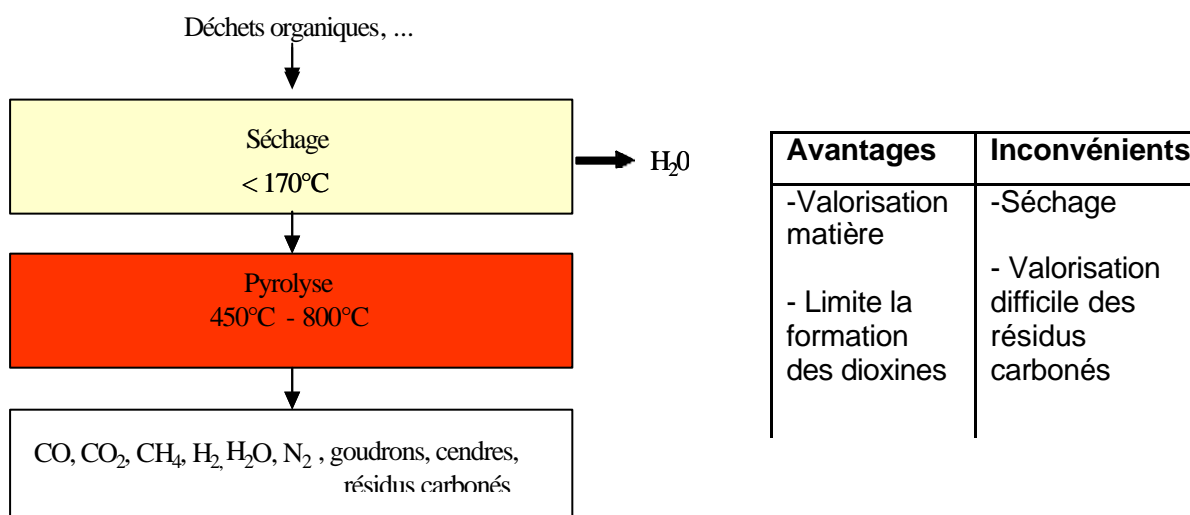 Déchets organiques, ...
Séchage
< 170°C
H₂0
Pyrolyse
450°C - 800°C
CO, CO₂, CH₄, H₂, H₂O, N₂ , goudrons, cendres,
résidus carbonés
Avantages
Inconvénients
-Valorisation
matière
- Limite la
formation
des dioxines
-Séchage
- Valorisation
difficile des
résidus
carbonés